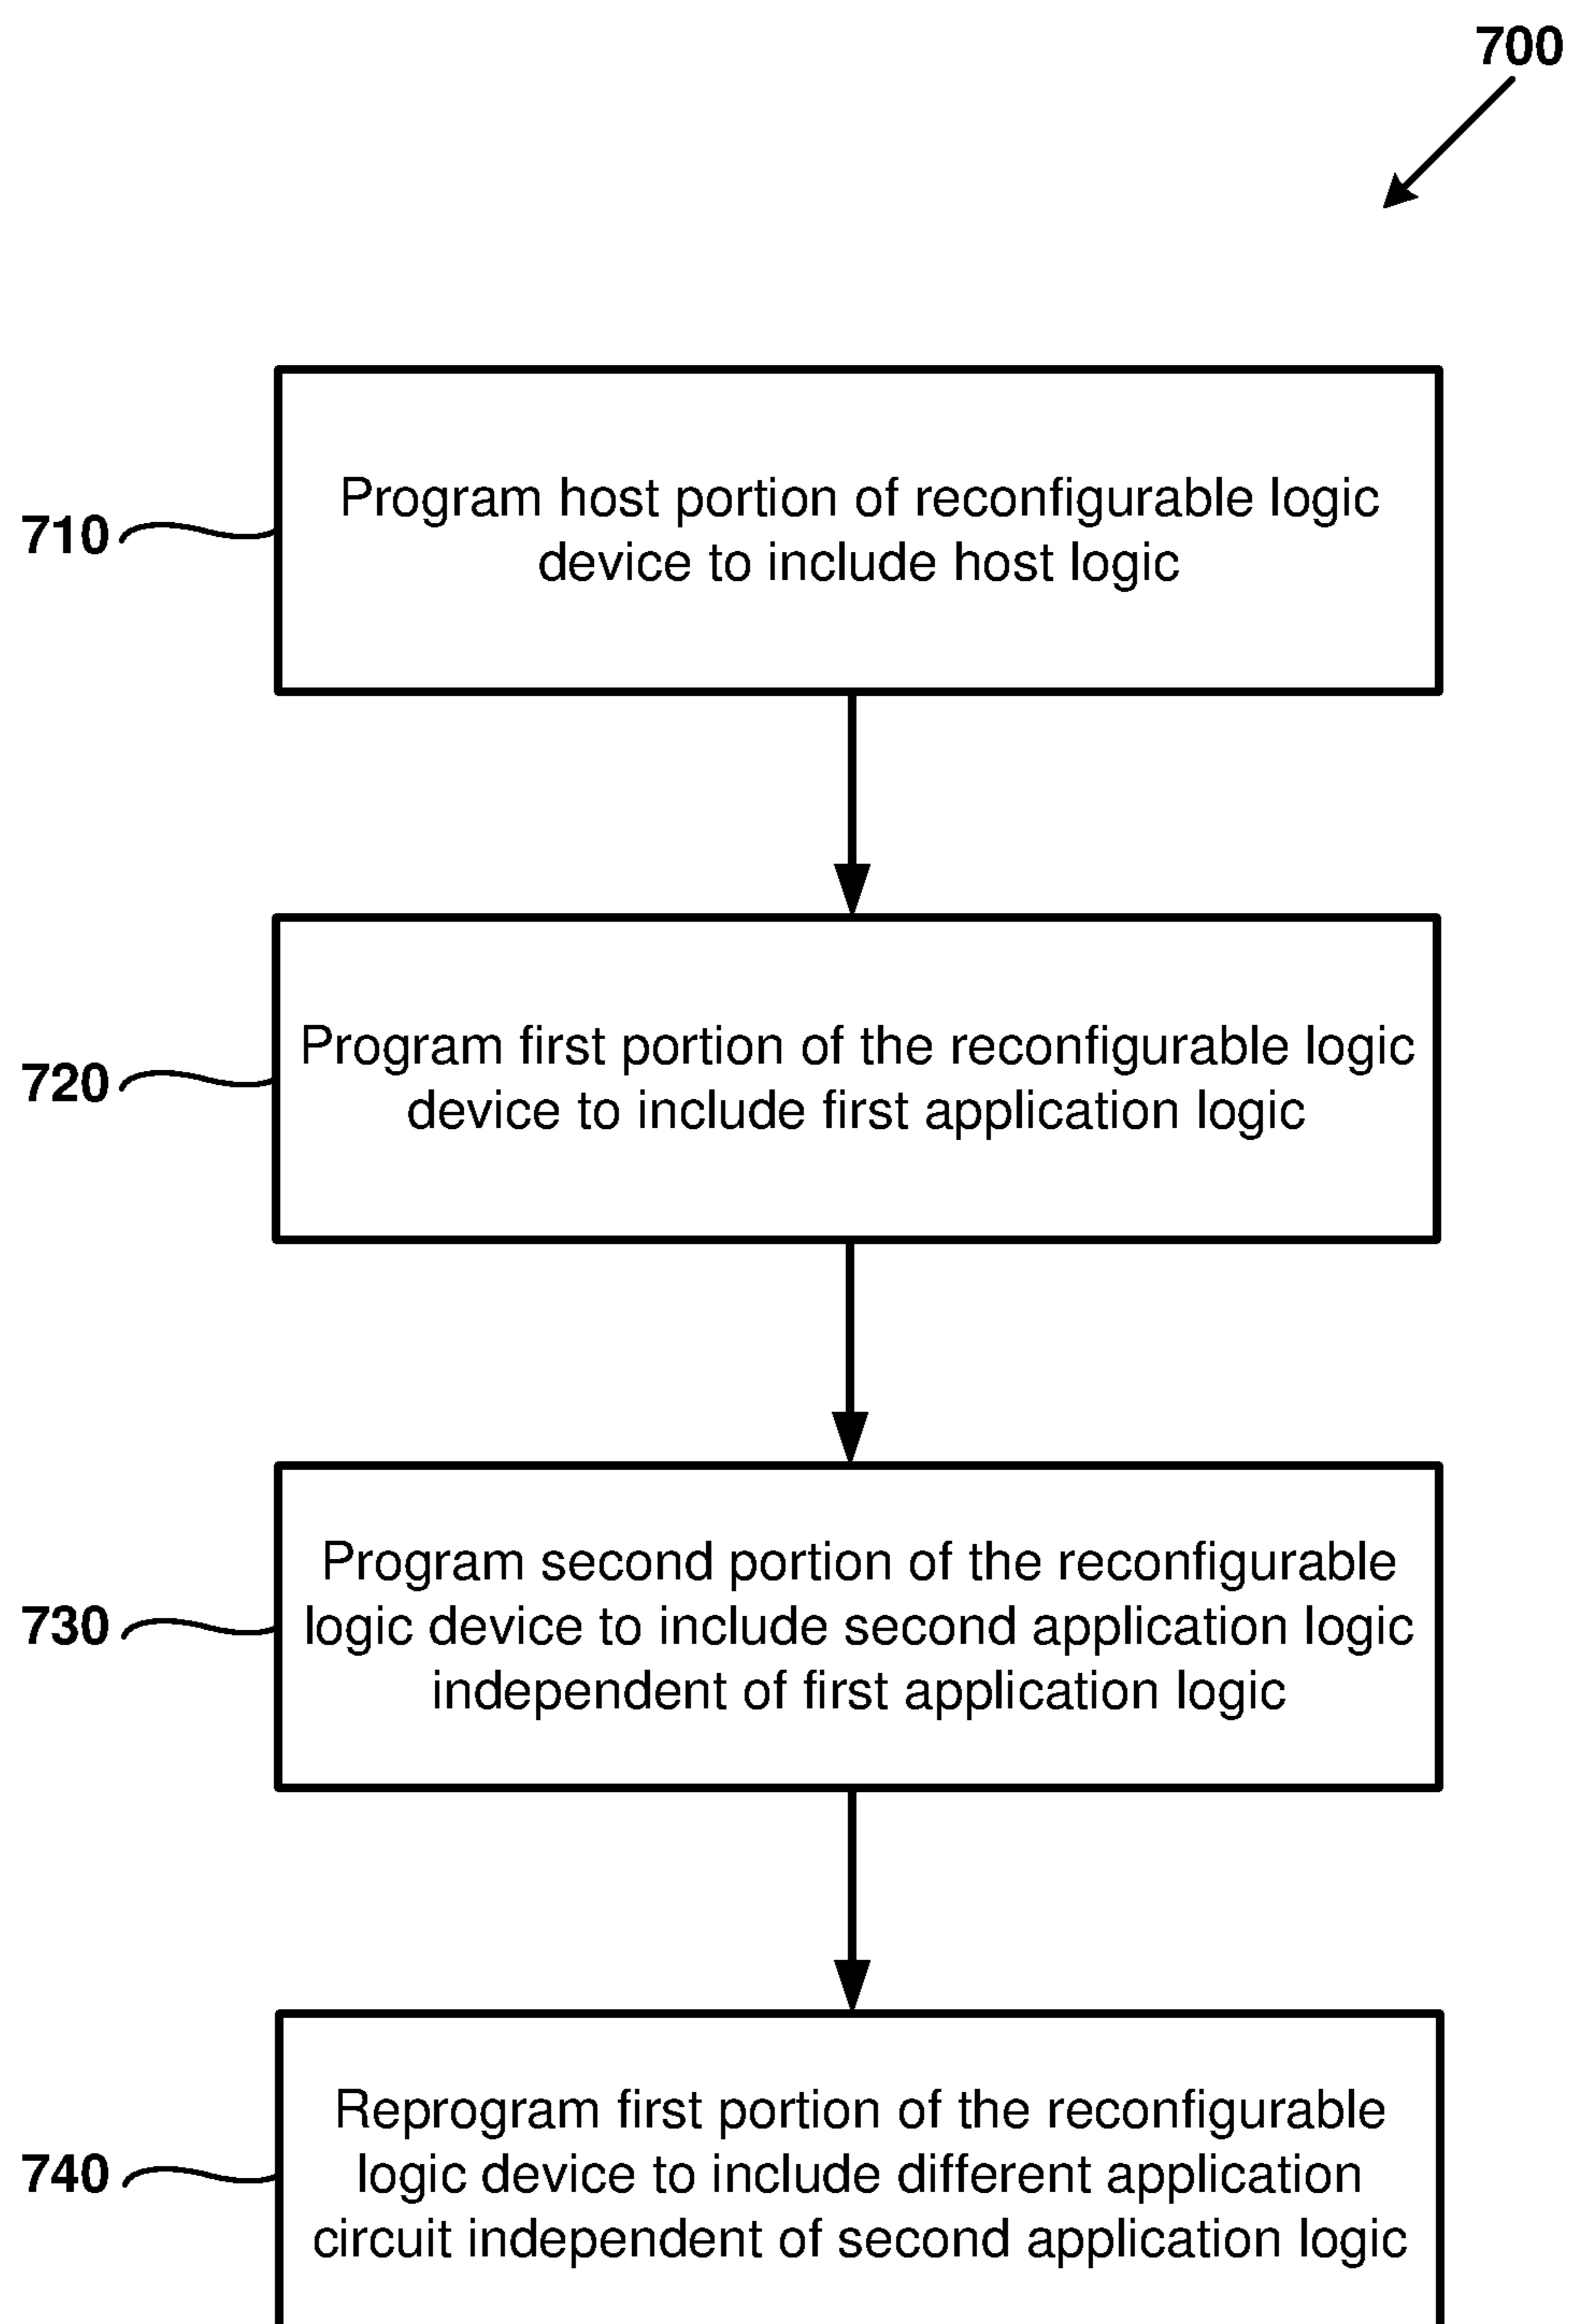 700
710
Program host portion of reconfigurable logic
device to include host logic
720
Program first portion of the reconfigurable logic
device to include first application logic
730
Program second portion of the reconfigurable
logic device to include second application logic
independent of first application logic
740
Reprogram first portion of the reconfigurable
logic device to include different application
circuit independent of second application logic